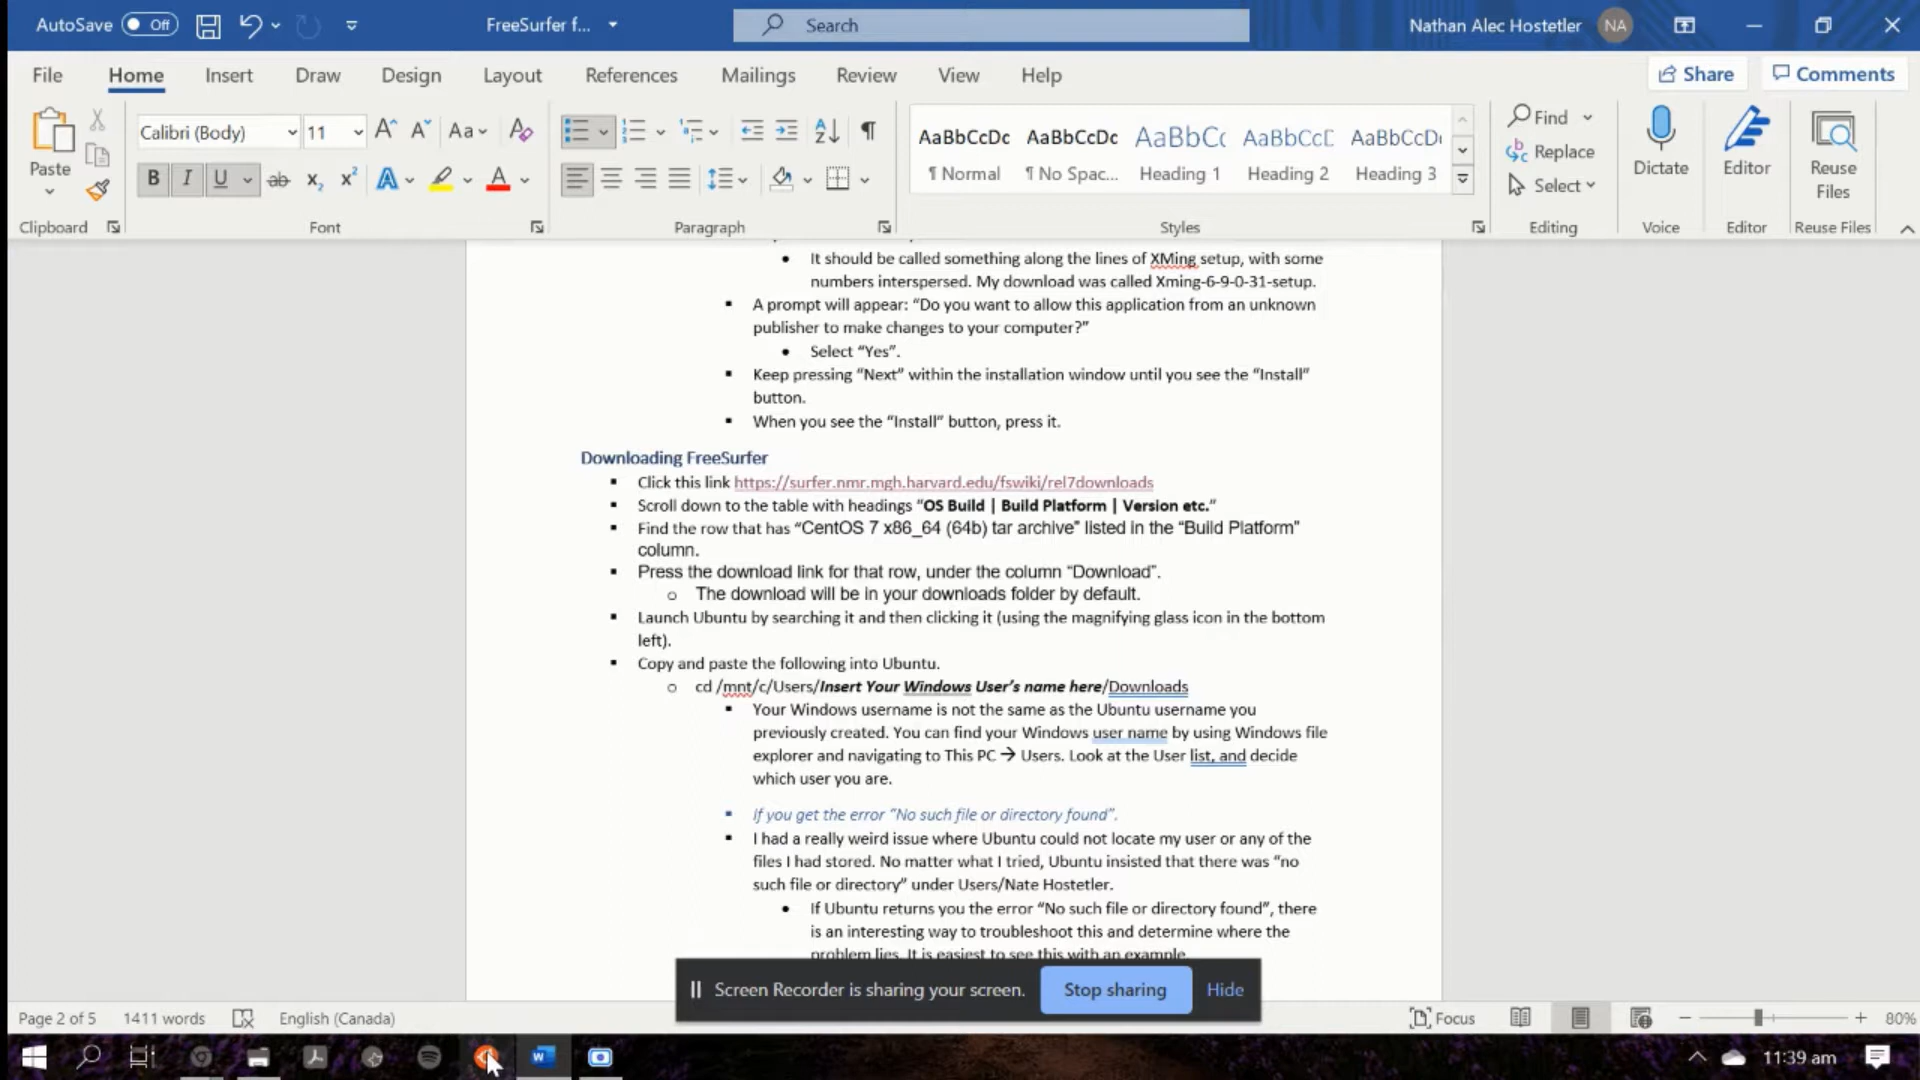 AutoSave Off FreeSurfer f... Search Nathan Alec Hostetler NA
File Home Insert Draw Design Layout References Mailings Review View Help Share Comments
Calibri (Body) 11 Aa AaBbCcDc AaBbCcDc AaBbCc AaBbCcD AaBbCcDd Find
Paste B I U ab x₂ x² A A ¶ Normal ¶ No Spac... Heading 1 Heading 2 Heading 3 Replace Select Dictate Editor Reuse Files
Clipboard Font Paragraph Styles Editing Voice Editor Reuse Files
• It should be called something along the lines of XMing setup, with some
numbers interspersed. My download was called Xming-6-9-0-31-setup.
▪ A prompt will appear: “Do you want to allow this application from an unknown
publisher to make changes to your computer?”
• Select “Yes”.
▪ Keep pressing “Next” within the installation window until you see the “Install”
button.
▪ When you see the “Install” button, press it.
Downloading FreeSurfer
▪ Click this link https://surfer.nmr.mgh.harvard.edu/fswiki/rel7downloads
▪ Scroll down to the table with headings “OS Build | Build Platform | Version etc.”
▪ Find the row that has “CentOS 7 x86_64 (64b) tar archive” listed in the “Build Platform”
column.
▪ Press the download link for that row, under the column “Download”.
o The download will be in your downloads folder by default.
▪ Launch Ubuntu by searching it and then clicking it (using the magnifying glass icon in the bottom
left).
▪ Copy and paste the following into Ubuntu.
o cd /mnt/c/Users/Insert Your Windows User’s name here/Downloads
▪ Your Windows username is not the same as the Ubuntu username you
previously created. You can find your Windows user name by using Windows file
explorer and navigating to This PC → Users. Look at the User list, and decide
which user you are.
▪ If you get the error “No such file or directory found”.
▪ I had a really weird issue where Ubuntu could not locate my user or any of the
files I had stored. No matter what I tried, Ubuntu insisted that there was “no
such file or directory” under Users/Nate Hostetler.
• If Ubuntu returns you the error “No such file or directory found”, there
is an interesting way to troubleshoot this and determine where the
problem lies. It is easiest to see this with an example.
Screen Recorder is sharing your screen. Stop sharing Hide
Page 2 of 5 1411 words English (Canada) Focus 80%
11:39 am